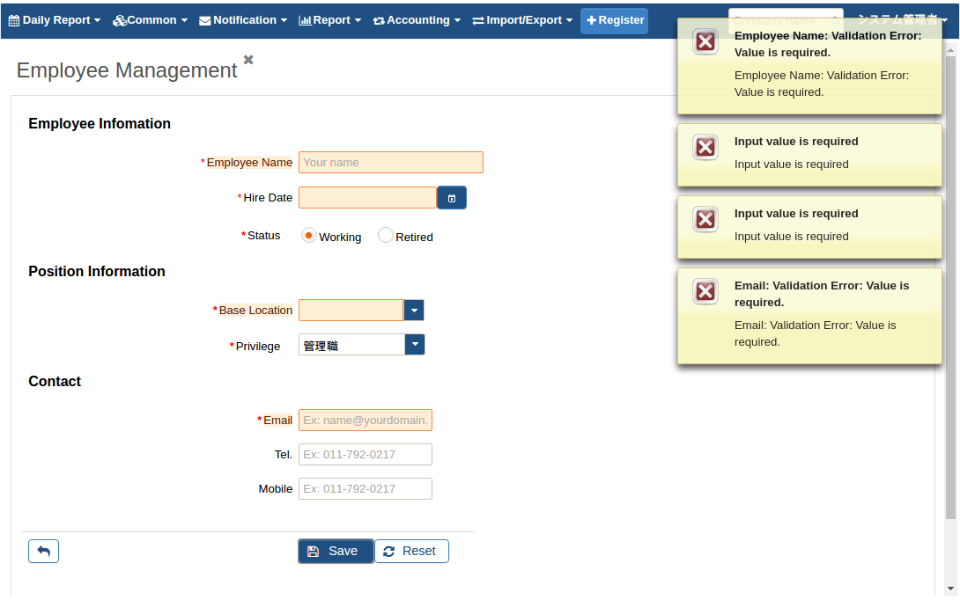 Daily Report Common Notification Report Accounting Import/Export + Register Company name システム管理者
Employee Management
Employee Infomation
* Employee Name Your name
* Hire Date
* Status Working Retired
Position Information
* Base Location
* Privilege 管理職
Contact
* Email Ex: name@yourdomain.
Tel. Ex: 011-792-0217
Mobile Ex: 011-792-0217
Save Reset
Employee Name: Validation Error:
Value is required.
Employee Name: Validation Error:
Value is required.
Input value is required
Input value is required
Input value is required
Input value is required
Email: Validation Error: Value is
required.
Email: Validation Error: Value is
required.